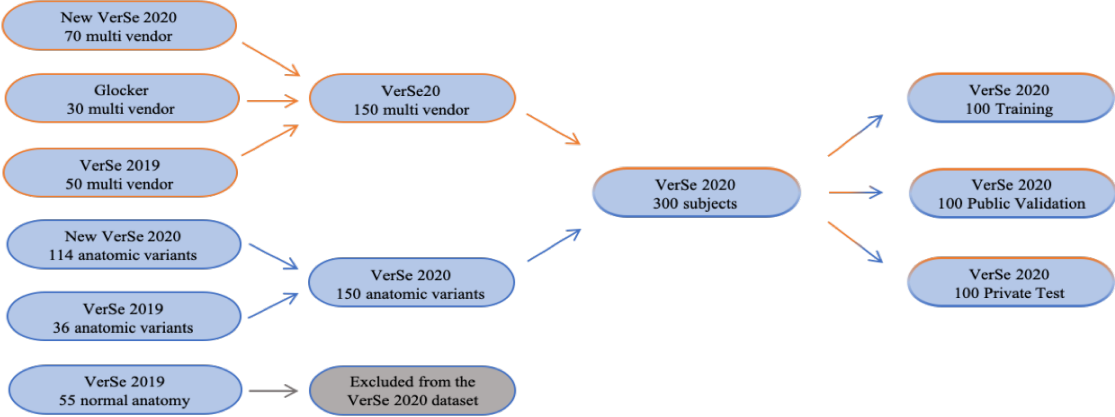 New VerSe 2020
70 multi vendor
Glocker
30 multi vendor
VerSe 2019
50 multi vendor
New VerSe 2020
114 anatomic variants
VerSe 2019
36 anatomic variants
VerSe 2019
55 normal anatomy
VerSe20
150 multi vendor
VerSe 2020
150 anatomic variants
Excluded from the
VerSe 2020 dataset
VerSe 2020
300 subjects
VerSe 2020
100 Training
VerSe 2020
100 Public Validation
VerSe 2020
100 Private Test